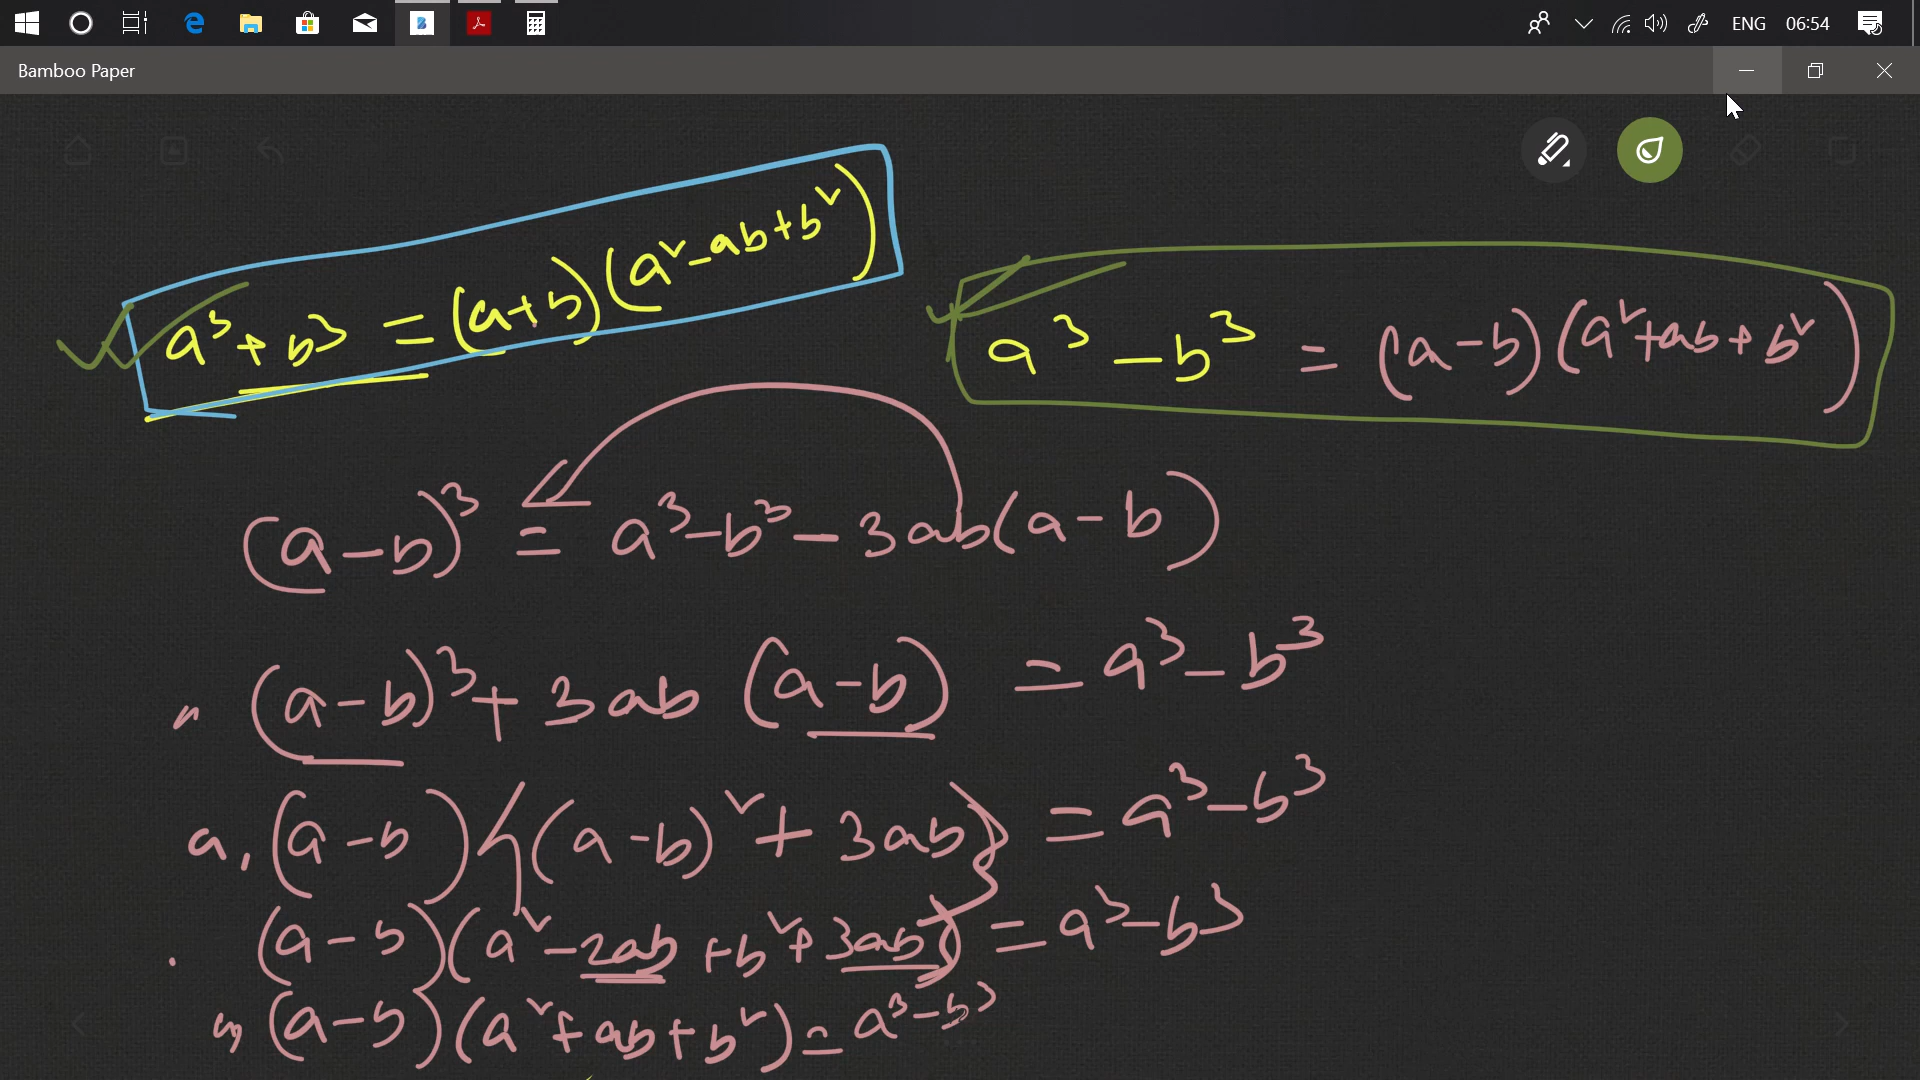 ENG 06:54
Bamboo Paper
a³ + b³ = (a+b)(a² - ab + b²)
a³ - b³ = (a - b)(a² + ab + b²)
(a - b)³ = a³ - b³ - 3ab(a - b)
(a - b)³ + 3ab (a - b) = a³ - b³
a, (a - b){(a - b)² + 3ab} = a³ - b³
(a - b)(a² - 2ab + b² + 3ab) = a³ - b³
(a - b)(a² + ab + b²) = a³ - b³